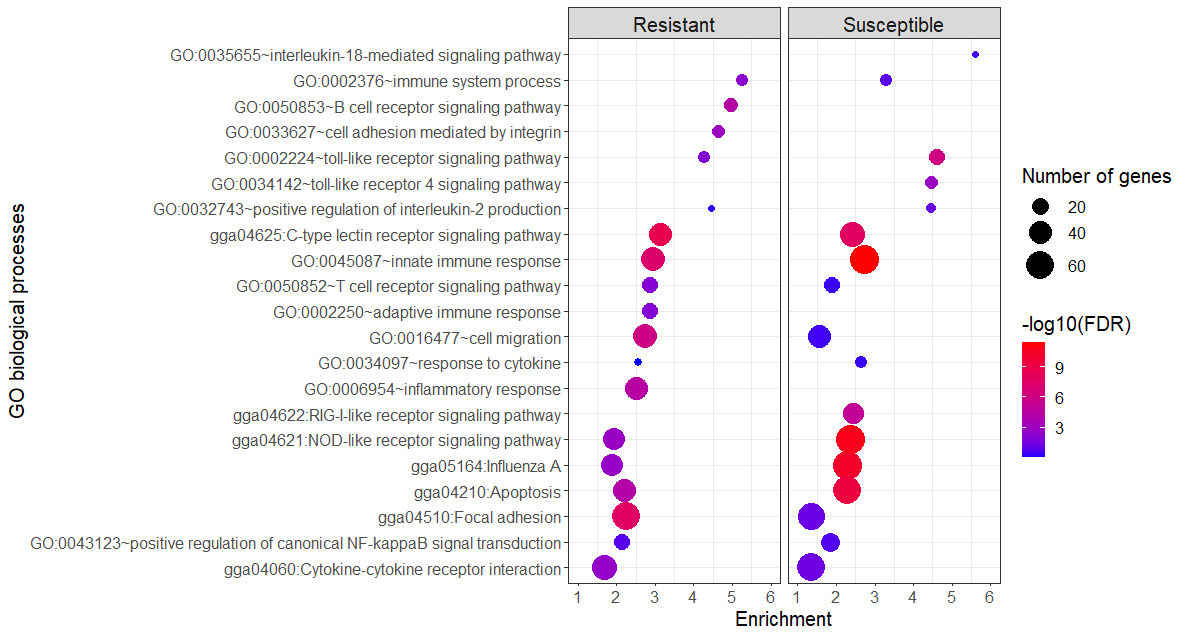 Resistant
Susceptible
GO:0035655~interleukin-18-mediated signaling pathway
GO:0002376~immune system process
GO:0050853~B cell receptor signaling pathway
GO:0033627~cell adhesion mediated by integrin
GO:0002224~toll-like receptor signaling pathway
GO:0034142~toll-like receptor 4 signaling pathway
GO:0032743~positive regulation of interleukin-2 production
gga04625:C-type lectin receptor signaling pathway
GO:0045087~innate immune response
GO:0050852~T cell receptor signaling pathway
GO:0002250~adaptive immune response
GO:0016477~cell migration
GO:0034097~response to cytokine
GO:0006954~inflammatory response
gga04622:RIG-I-like receptor signaling pathway
gga04621:NOD-like receptor signaling pathway
gga05164:Influenza A
gga04210:Apoptosis
gga04510:Focal adhesion
GO:0043123~positive regulation of canonical NF-kappaB signal transduction
gga04060:Cytokine-cytokine receptor interaction
GO biological processes
1 2 3 4 5 6
1 2 3 4 5 6
Enrichment
Number of genes
20
40
60
-log10(FDR)
9
6
3